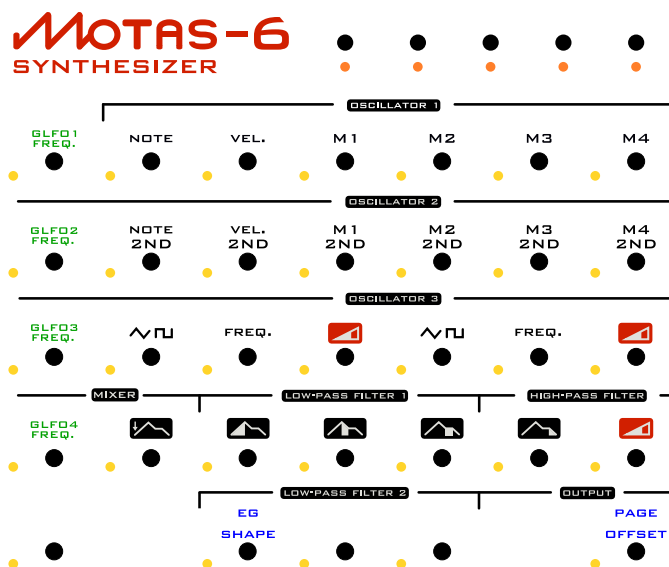 MOTAS-6
SYNTHESIZER
OSCILLATOR 1
GLFO1 FREQ.
NOTE
VEL.
M1
M2
M3
M4
OSCILLATOR 2
GLFO2 FREQ.
NOTE 2ND
VEL. 2ND
M1 2ND
M2 2ND
M3 2ND
M4 2ND
OSCILLATOR 3
GLFO3 FREQ.
FREQ.
FREQ.
MIXER
LOW-PASS FILTER 1
HIGH-PASS FILTER
GLFO4 FREQ.
LOW-PASS FILTER 2
OUTPUT
EG SHAPE
PAGE OFFSET